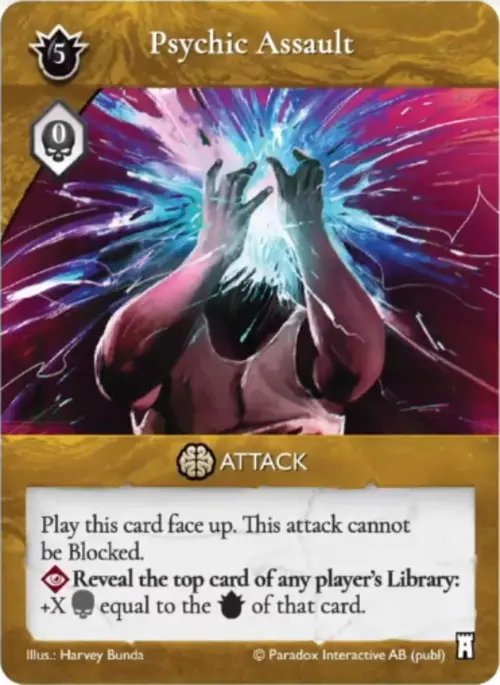 5
Psychic Assault
0
ATTACK
Play this card face up. This attack cannot
be Blocked.
Reveal the top card of any player's Library:
+X equal to the of that card.
Illus.: Harvey Bunda
© Paradox Interactive AB (publ)